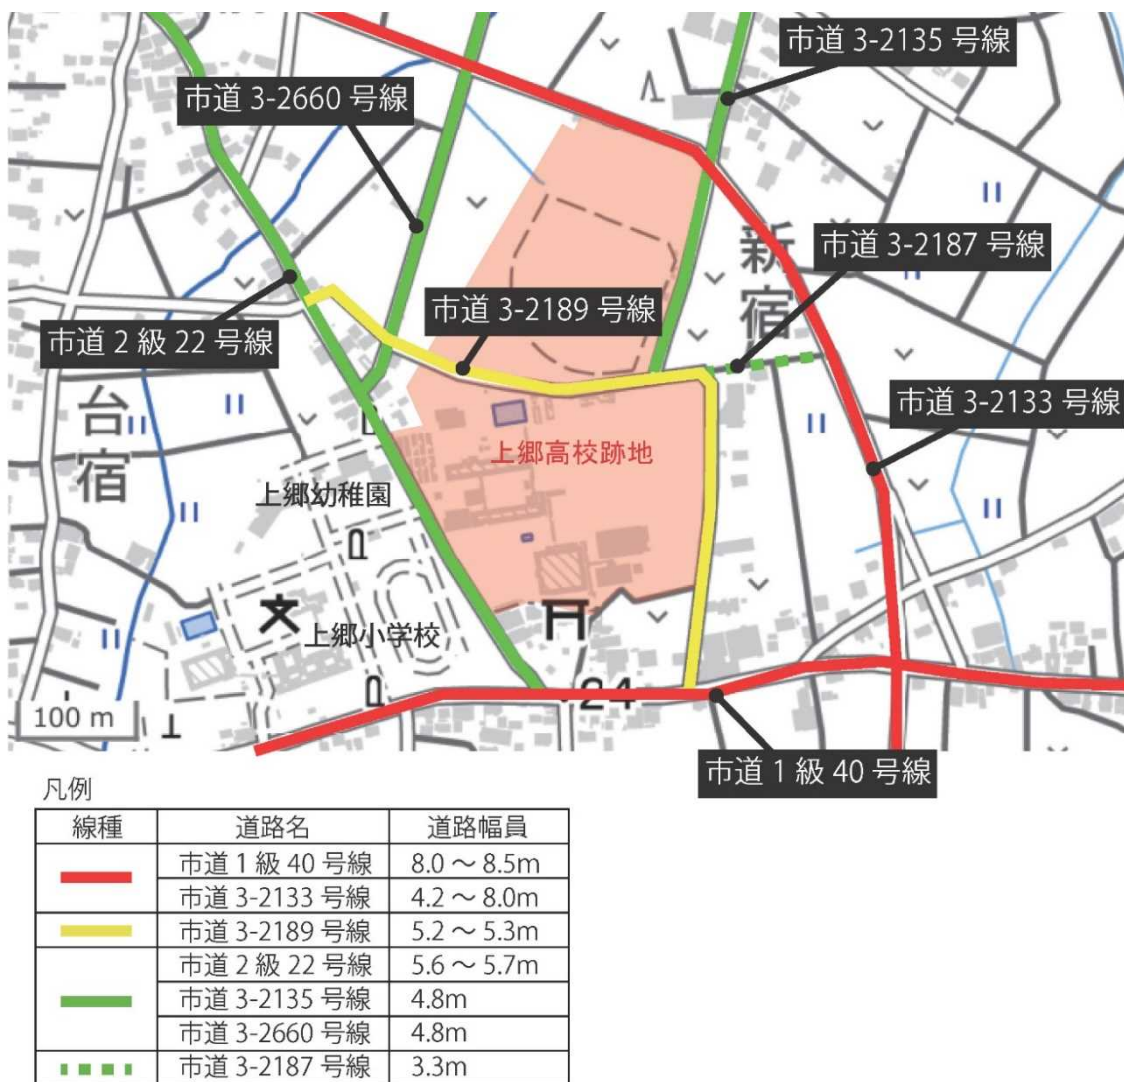 市道 3-2135 号線
市道 3-2660 号線
新宿
市道 3-2187 号線
市道 3-2189 号線
市道 2 級 22 号線
台宿
市道 3-2133 号線
上郷高校跡地
上郷幼稚園
上郷小学校
24
100 m
市道 1 級 40 号線
凡例
線種 道路名 道路幅員
市道 1 級 40 号線 8.0 ～ 8.5m
市道 3-2133 号線 4.2 ～ 8.0m
市道 3-2189 号線 5.2 ～ 5.3m
市道 2 級 22 号線 5.6 ～ 5.7m
市道 3-2135 号線 4.8m
市道 3-2660 号線 4.8m
市道 3-2187 号線 3.3m